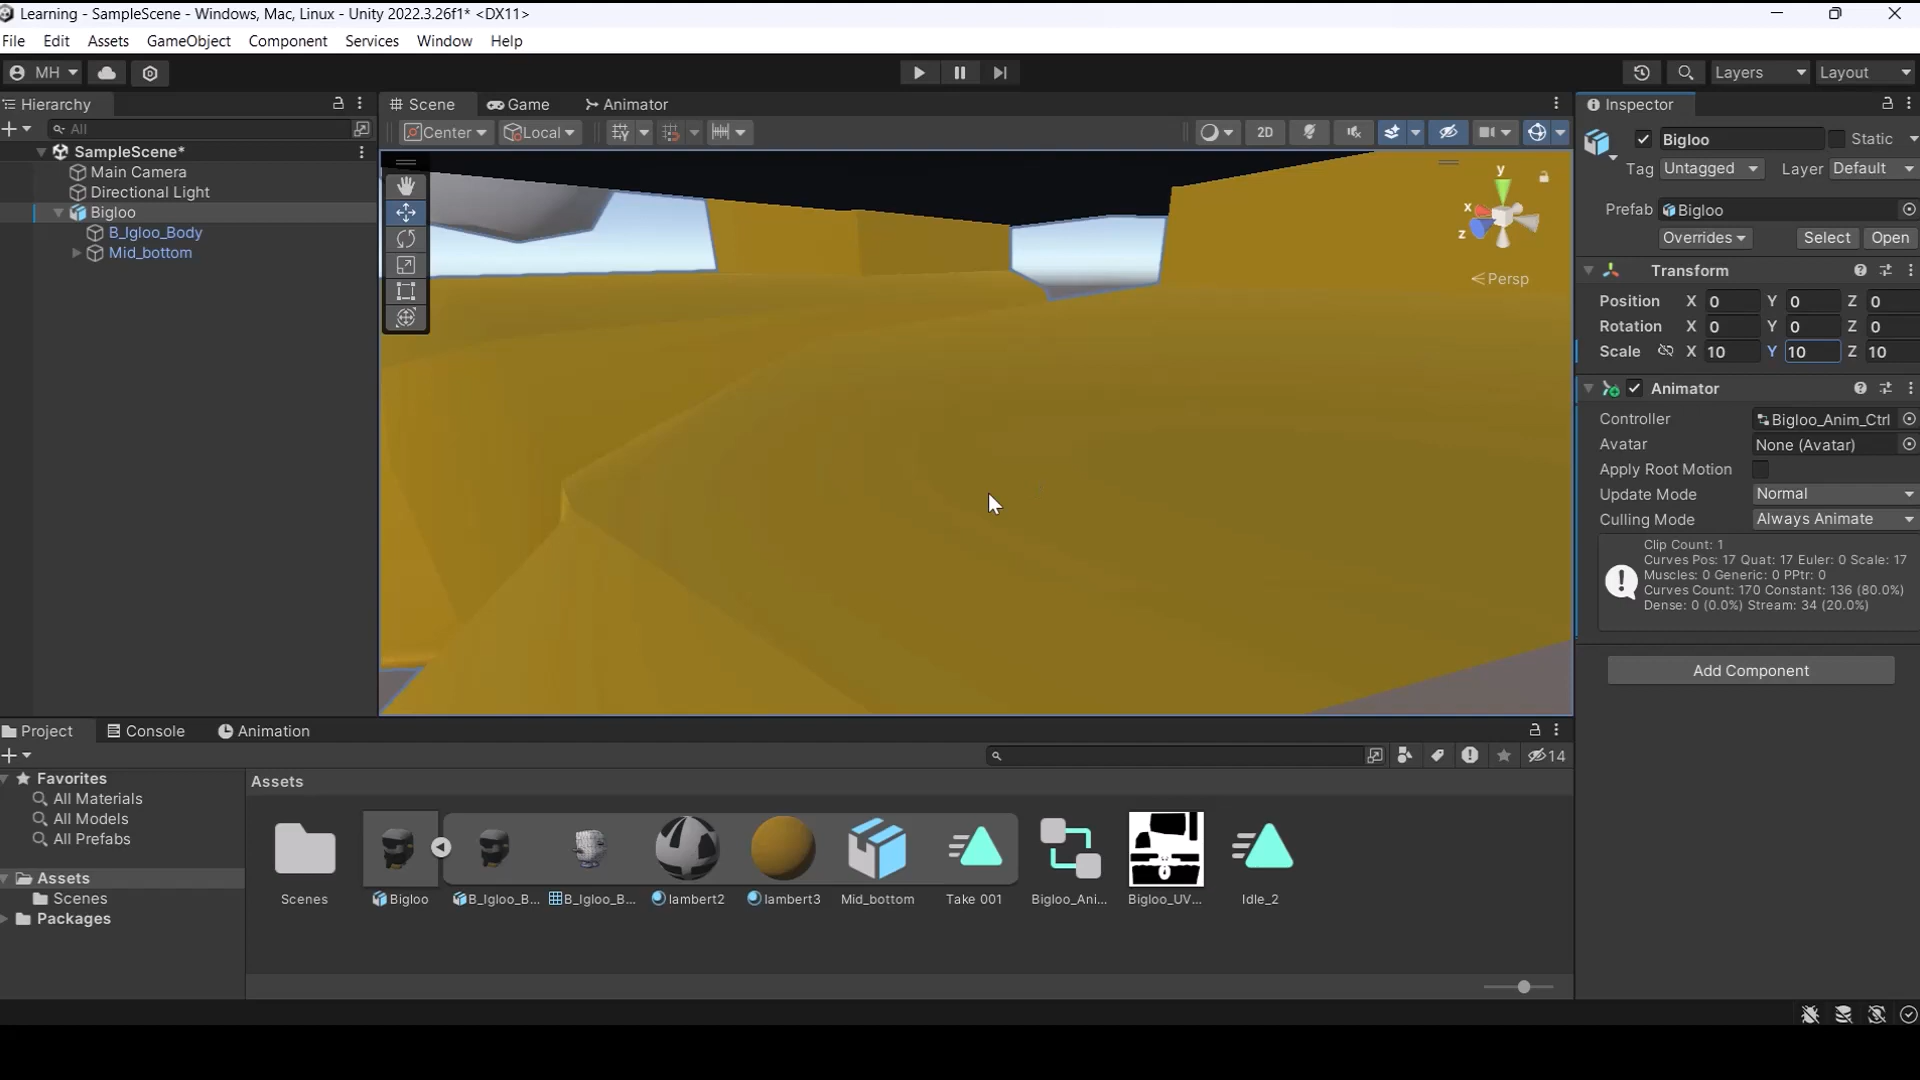 Learning - SampleScene - Windows, Mac, Linux - Unity 2022.3.26f1* <DX11>
File Edit Assets GameObject Component Services Window Help
MH Layers Layout
Hierarchy
All
SampleScene*
Main Camera
Directional Light
Bigloo
B_Igloo_Body
Mid_bottom
Scene Game Animator
Center Local 2D
y
x
z
Persp
Inspector
Bigloo Static
Tag Untagged Layer Default
Prefab Bigloo
Overrides Select Open
Transform
Position X 0 Y 0 Z 0
Rotation X 0 Y 0 Z 0
Scale X 10 Y 10 Z 10
Animator
Controller Bigloo_Anim_Ctrl
Avatar None (Avatar)
Apply Root Motion
Update Mode Normal
Culling Mode Always Animate
Clip Count: 1
Curves Pos: 17 Quat: 17 Euler: 0 Scale: 17
Muscles: 0 Generic: 0 PPtr: 0
Curves Count: 170 Constant: 136 (80.0%)
Dense: 0 (0.0%) Stream: 34 (20.0%)
Add Component
Project Console Animation
14
Favorites
All Materials
All Models
All Prefabs
Assets
Scenes
Packages
Assets
Scenes Bigloo B_Igloo_B... B_Igloo_B... lambert2 lambert3 Mid_bottom Take 001 Bigloo_Ani... Bigloo_UV... Idle_2